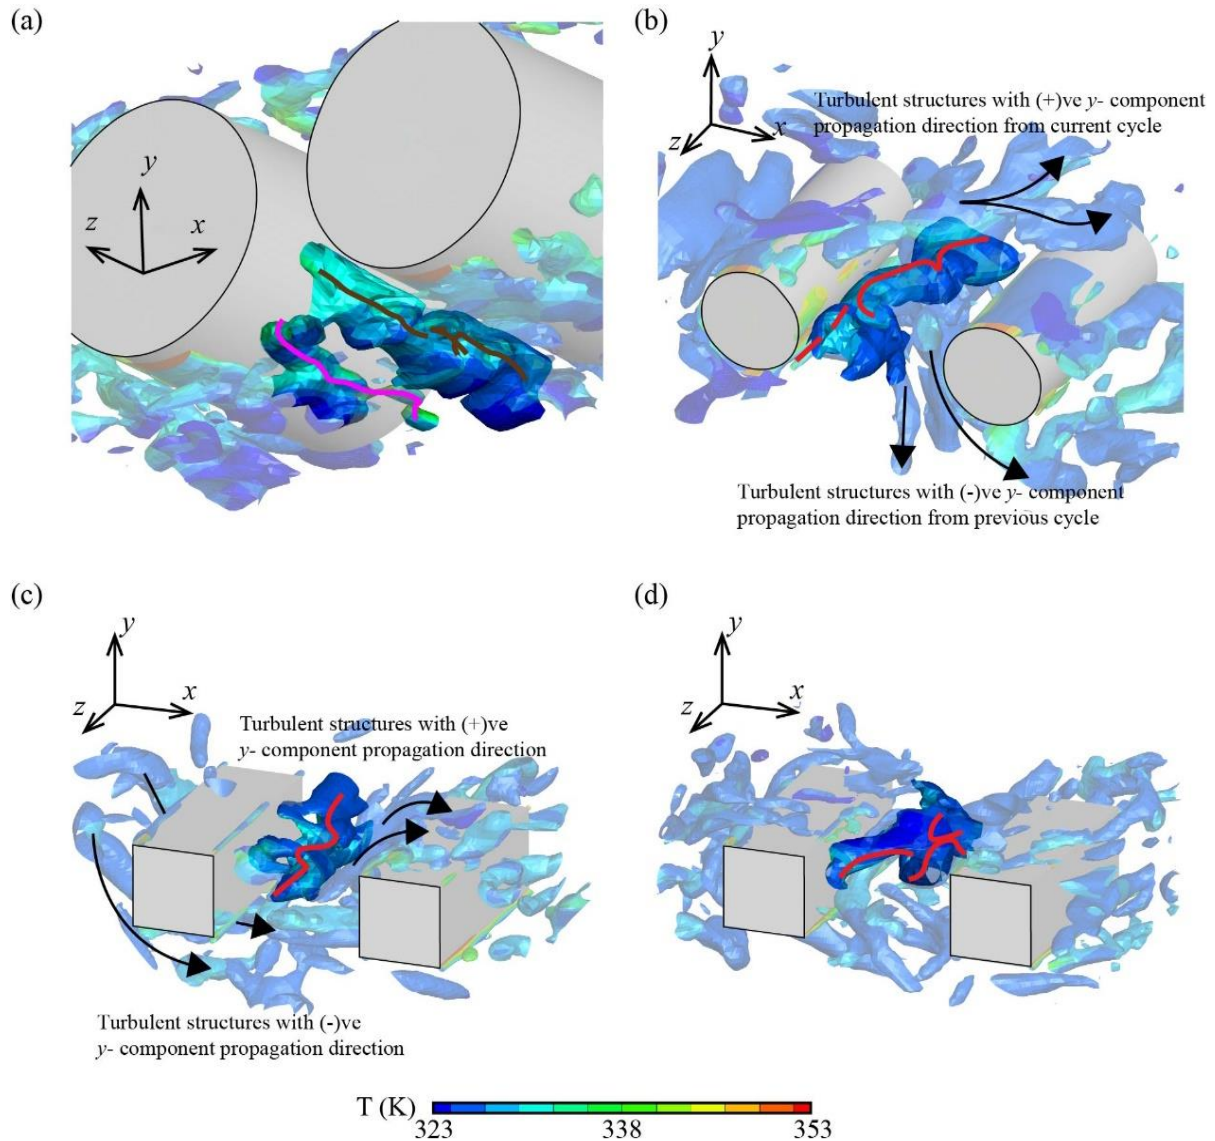 (a)
y
z
x
(b)
y
Turbulent structures with (+)ve y- component
x
propagation direction from current cycle
z
Turbulent structures with (-)ve y- component
propagation direction from previous cycle
(c)
y
x
z
Turbulent structures with (+)ve
y- component propagation direction
Turbulent structures with (-)ve
y- component propagation direction
(d)
y
x
z
T (K)
323
338
353